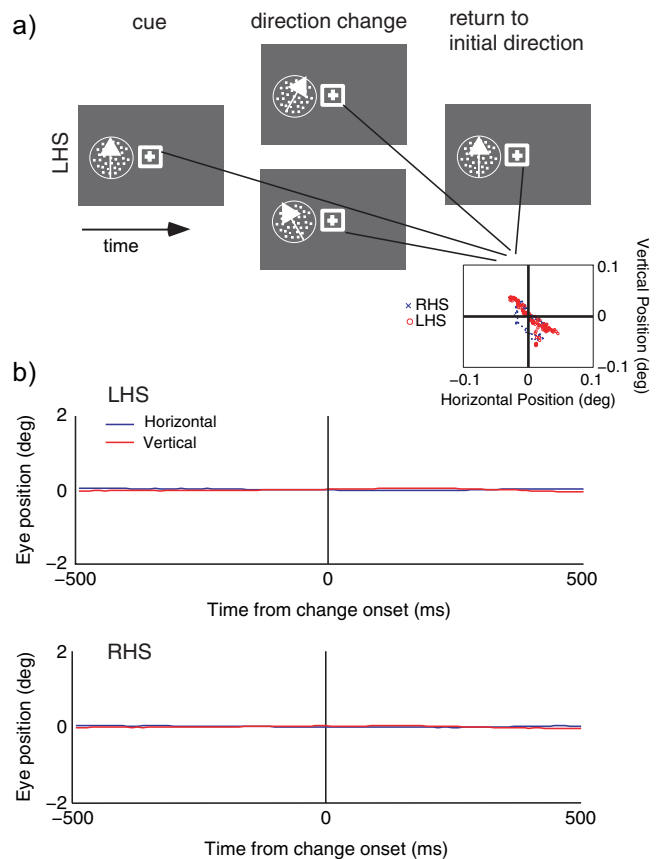 a)
cue
direction change
return to
initial direction
LHS
time
× RHS
○ LHS
0.1
0
-0.1
Vertical Position (deg)
-0.1 0 0.1
Horizontal Position (deg)
b)
LHS
Horizontal
Vertical
Eye position (deg)
2
0
-2
-500 0 500
Time from change onset (ms)
RHS
Eye position (deg)
2
0
-2
-500 0 500
Time from change onset (ms)